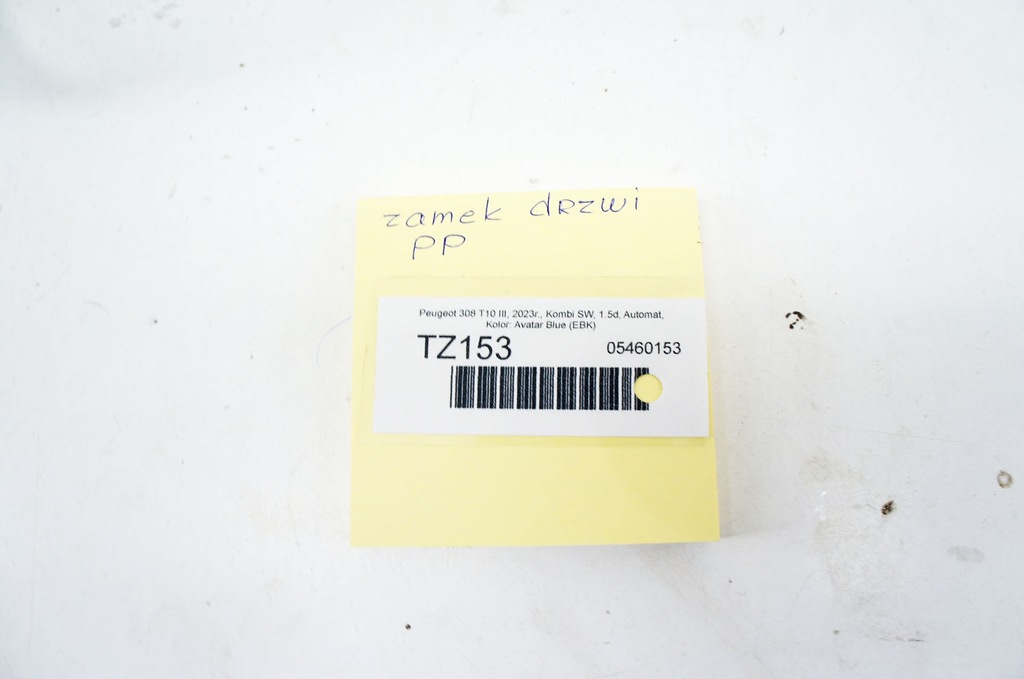 zamek drzwi
PP
Peugeot 308 T10 III, 2023r., Kombi SW, 1.5d, Automat,
Kolor: Avatar Blue (EBK)
TZ153 05460153